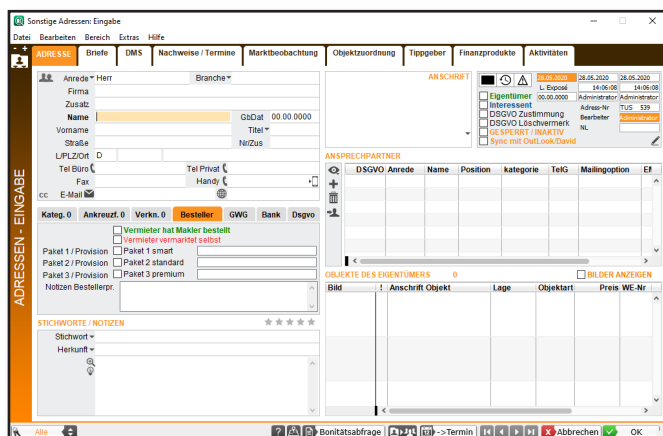 Sonstige Adressen: Eingabe
Datei Bearbeiten Bereich Extras Hilfe
ADRESSE Briefe DMS Nachweise / Termine Marktbeobachtung Objektzuordnung Tippgeber Finanzprodukte Aktivitäten
ADRESSEN - EINGABE
Anrede Herr Branche
Firma
Zusatz
Name GbDat 00.00.0000
Vorname Titel
Straße Nr/Zus
L/PLZ/Ort D
Tel Büro Tel Privat
Fax Handy
cc E-Mail
ANSCHRIFT
28.05.2020 28.05.2020 28.05.2020
L. Exposé 14:06:08 14:06:08
Eigentümer 00.00.0000 Administrator Administrator
Interessent Adress-Nr TUS 539
DSGVO Zustimmung Bearbeiter Administrator
DSGVO Löschvermerk NL
GESPERRT / INAKTIV
Sync mit OutLook/David
ANSPRECHPARTNER
DSGVO Anrede Name Position kategorie TelG Mailingoption
Kateg. 0 Ankreuzf. 0 Verkn. 0 Besteller GWG Bank Dsgvo
Vermieter hat Makler bestellt
Vermieter vermarktet selbst
Paket 1 / Provision Paket 1 smart
Paket 2 / Provision Paket 2 standard
Paket 3 / Provision Paket 3 premium
Notizen Bestellerpr.
OBJEKTE DES EIGENTÜMERS 0 BILDER ANZEIGEN
Bild ! Anschrift Objekt Lage Objektart Preis WE-Nr
STICHWORTE / NOTIZEN
Stichwort
Herkunft
Alle ? Bonitätsabfrage ->Termin X Abbrechen OK